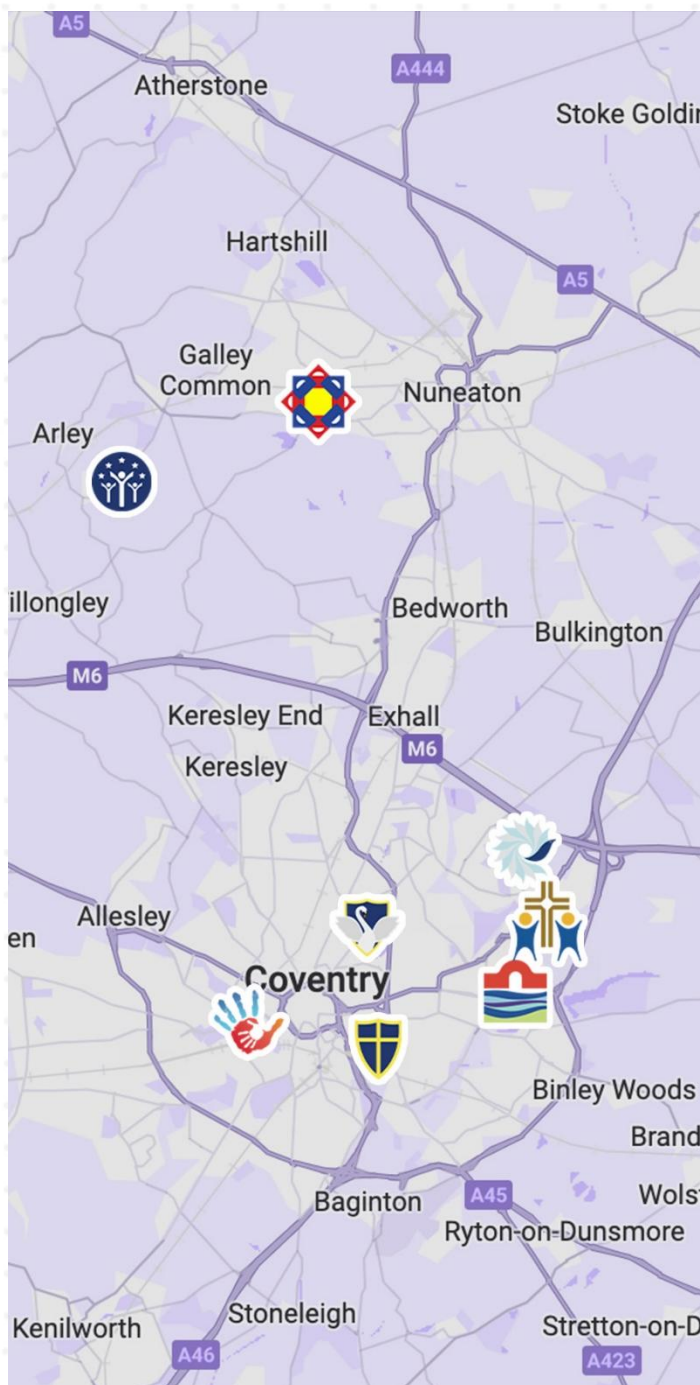 A5
Atherstone
A444
Stoke Goldin
Hartshill
A5
Galley
Common
Nuneaton
Arley
illongley
Bedworth
Bulkington
M6
Keresley End
Exhall
M6
Keresley
Allesley
en
Coventry
Binley Woods
Brand
Wols
Baginton
A45
Ryton-on-Dunsmore
Stoneleigh
Kenilworth
Stretton-on-D
A46
A423